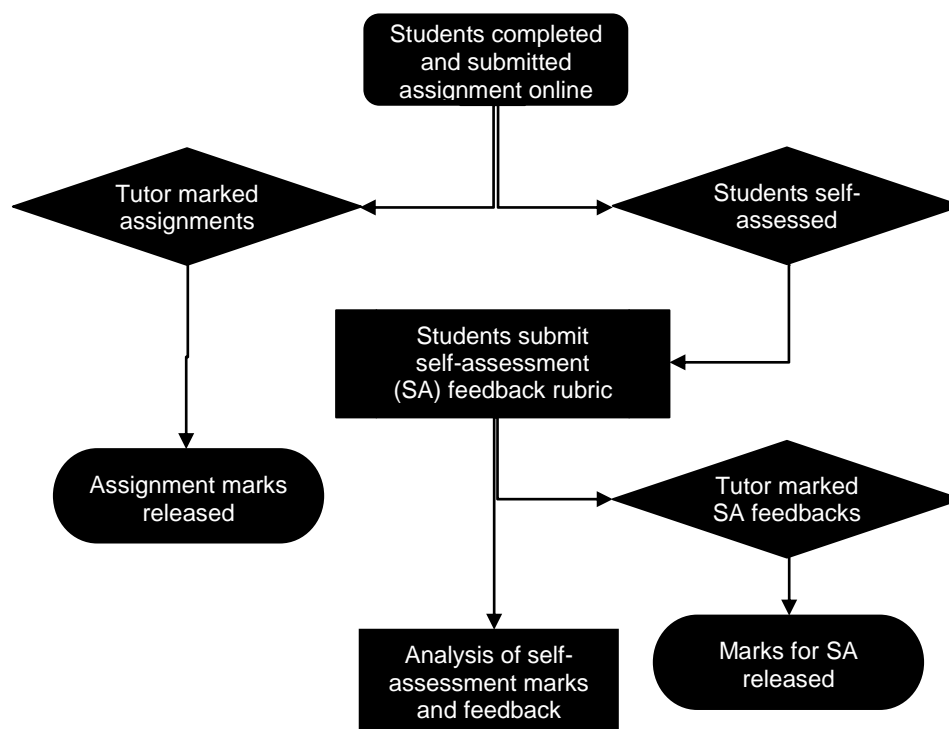 Students completed
and submitted
assignment online
Tutor marked
assignments
Students self-
assessed
Students submit
self-assessment
(SA) feedback rubric
Assignment marks
released
Tutor marked
SA feedbacks
Analysis of self-
assessment marks
and feedback
Marks for SA
released